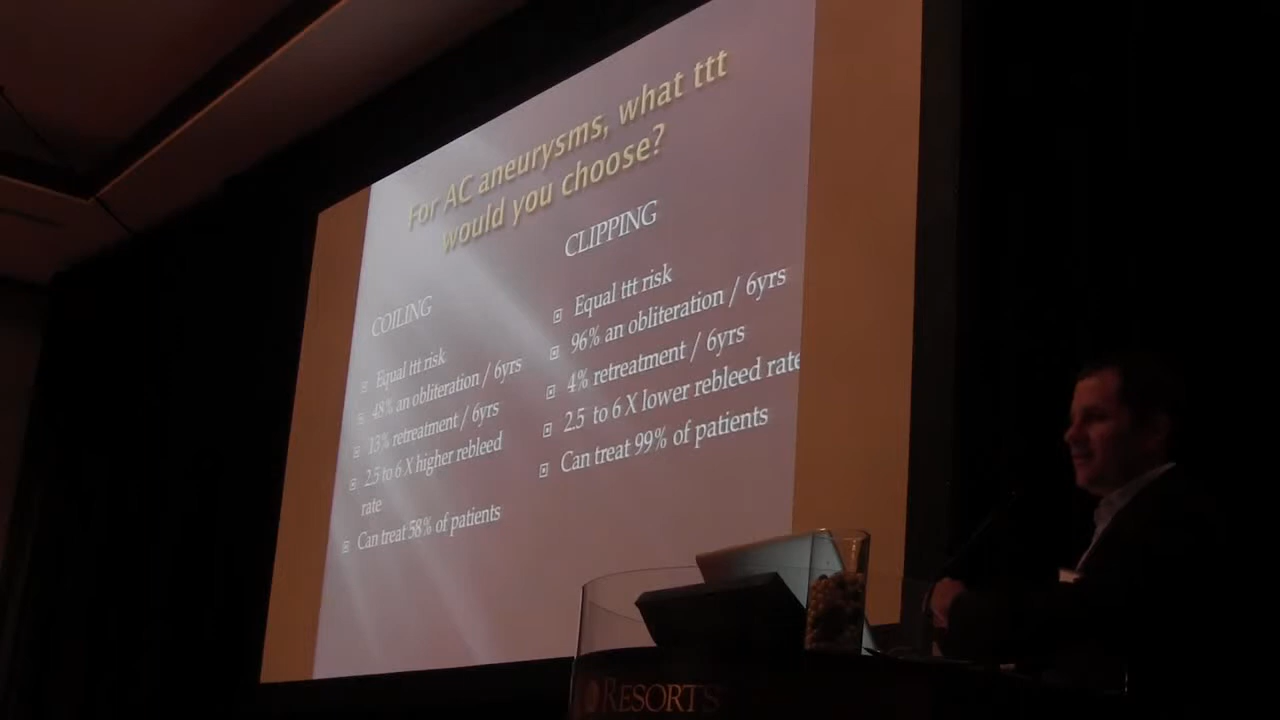 For AC aneurysms, what ttt
would you choose?
COILING
Equal ttt risk
48% an obliteration / 6yrs
13% retreatment / 6yrs
2.5 to 6 X higher rebleed
rate
Can treat 58% of patients
CLIPPING
Equal ttt risk
96% an obliteration / 6yrs
4% retreatment / 6yrs
2.5 to 6 X lower rebleed rate
Can treat 99% of patients
RESORTS